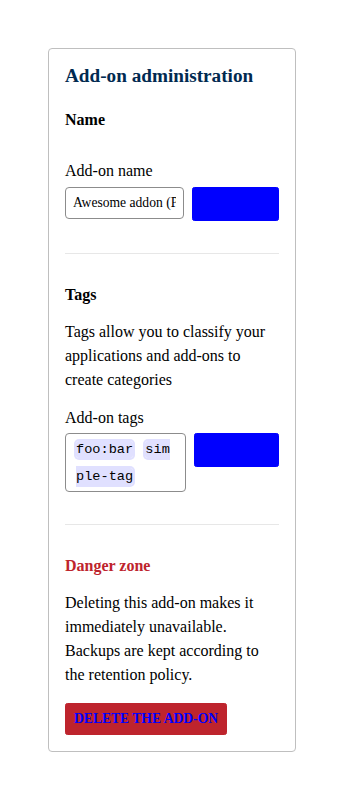 Add-on administration
Name
Add-on name
Awesome addon (
Tags
Tags allow you to classify your
applications and add-ons to
create categories
Add-on tags
foo:bar sim
ple-tag
Danger zone
Deleting this add-on makes it
immediately unavailable.
Backups are kept according to
the retention policy.
DELETE THE ADD-ON